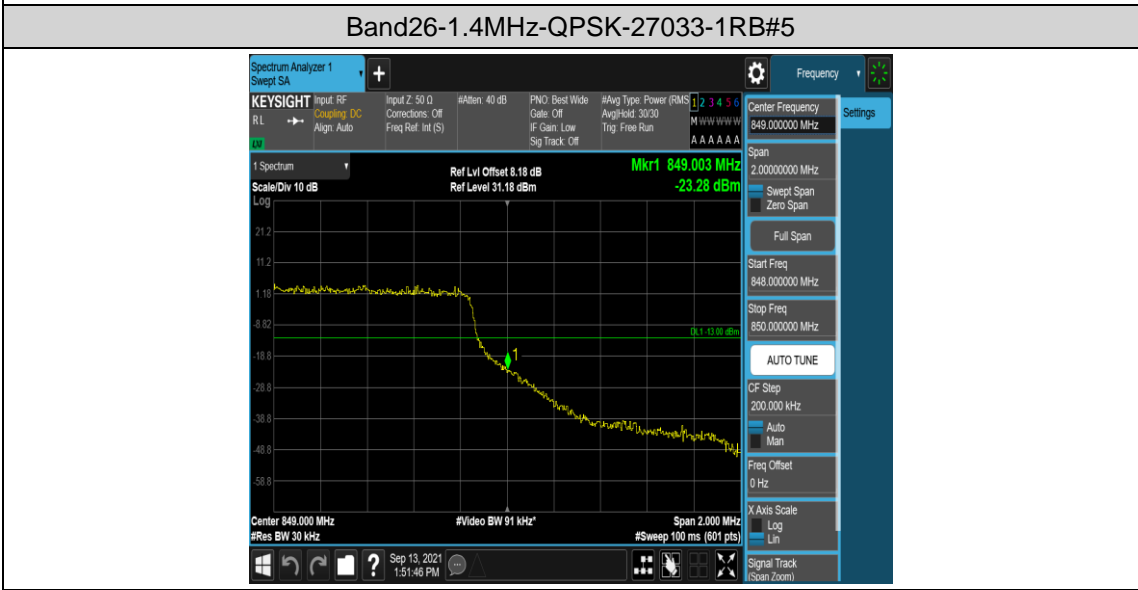 Band26-1.4MHz-QPSK-27033-1RB#5
Spectrum Analyzer 1
Swept SA
Frequency
KEYSIGHT
RL
LXI
Input: RF
Coupling: DC
Align: Auto
Input Z: 50 Ω
Corrections: Off
Freq Ref: Int (S)
#Atten: 40 dB
PNO: Best Wide
Gate: Off
IF Gain: Low
Sig Track: Off
#Avg Type: Power (RMS
Avg|Hold: 30/30
Trig: Free Run
1 2 3 4 5 6
M W W W W W
A A A A A A
1 Spectrum
Scale/Div 10 dB
Log
Ref Lvl Offset 8.18 dB
Ref Level 31.18 dBm
Mkr1 849.003 MHz
-23.28 dBm
21.2
11.2
1.18
-8.82
-18.8
-28.8
-38.8
-48.8
-58.8
DL1 -13.00 dBm
1
Center 849.000 MHz
#Res BW 30 kHz
#Video BW 91 kHz*
Span 2.000 MHz
#Sweep 100 ms (601 pts)
?
Sep 13, 2021
1:51:46 PM
Center Frequency
849.000000 MHz
Settings
Span
2.00000000 MHz
Swept Span
Zero Span
Full Span
Start Freq
848.000000 MHz
Stop Freq
850.000000 MHz
AUTO TUNE
CF Step
200.000 kHz
Auto
Man
Freq Offset
0 Hz
X Axis Scale
Log
Lin
Signal Track
(Span Zoom)